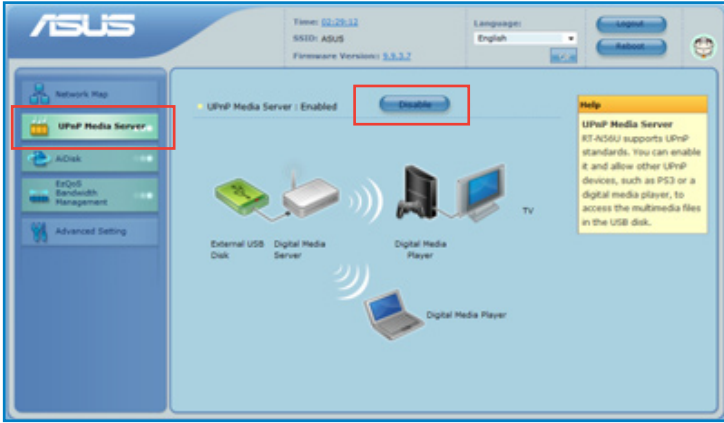 ASUS
Time: 02:29:12
SSID: ASUS
Firmware Version: 9.9.3.7
Language:
English
Logout
Reboot
Network Map
UPnP Media Server
AiDisk
EzQoS
Bandwidth
Management
Advanced Setting
UPnP Media Server : Enabled
Disable
External USB
Disk
Digital Media
Server
Digital Media
Player
TV
Digital Media Player
Help
UPnP Media Server
RT-N56U supports UPnP
standards. You can enable
it and allow other UPnP
devices, such as PS3 or a
digital media player, to
access the multimedia files
in the USB disk.